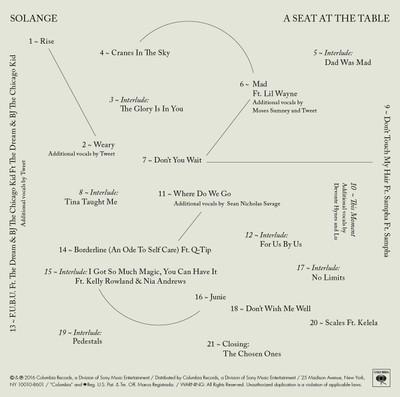 SOLANGE
A SEAT AT THE TABLE
1 ~ Rise
4 ~ Cranes In The Sky
5 ~ Interlude:
Dad Was Mad
3 ~ Interlude:
The Glory Is In You
6 ~ Mad
Ft. Lil Wayne
Additional vocals by
Moses Sumney and Tweet
2 ~ Weary
Additional vocals by Tweet
7 ~ Don't You Wait
8 ~ Interlude:
Tina Taught Me
9 ~ Don't Touch My Hair Ft. Sampha Ft. Sampha
10 ~ This Moment
Additional vocals by
Devonte Hynes and Lu
11 ~ Where Do We Go
Additional vocals by Sean Nicholas Savage
12 ~ Interlude:
For Us By Us
13 ~ F.U.B.U. Ft. The Dream & BJ The Chicago Kid Ft The Dream & BJ The Chicago Kid
Additional vocals by Tweet
14 ~ Borderline (An Ode To Self Care) Ft. Q-Tip
15 ~ Interlude: I Got So Much Magic, You Can Have It
Ft. Kelly Rowland & Nia Andrews
16 ~ Junie
17 ~ Interlude:
No Limits
18 ~ Don't Wish Me Well
19 ~ Interlude:
Pedestals
20 ~ Scales Ft. Kelela
21 ~ Closing:
The Chosen Ones
© & ℗ 2016 Columbia Records, a Division of Sony Music Entertainment / Distributed by Columbia Records, a Division of Sony Music Entertainment / 25 Madison Avenue, New York,
NY 10010-8601 / "Columbia" and Reg. U.S. Pat. & Tm. Off. Marca Registrada. / WARNING: All Rights Reserved. Unauthorized duplication is a violation of applicable laws.
COLUMBIA